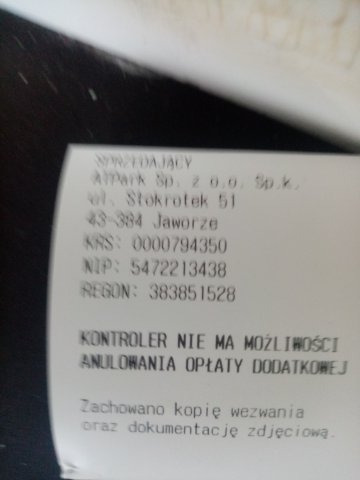 SPRZEDAJĄCY
ATPark Sp. z o.o. Sp.k.
ul. Stokrotek 51
43-384 Jaworze
KRS: 0000794350
NIP: 5472213438
REGON: 383851528
KONTROLER NIE MA MOŻLIWOŚCI
ANULOWANIA OPŁATY DODATKOWEJ
Zachowano kopię wezwania
oraz dokumentację zdjęciową.